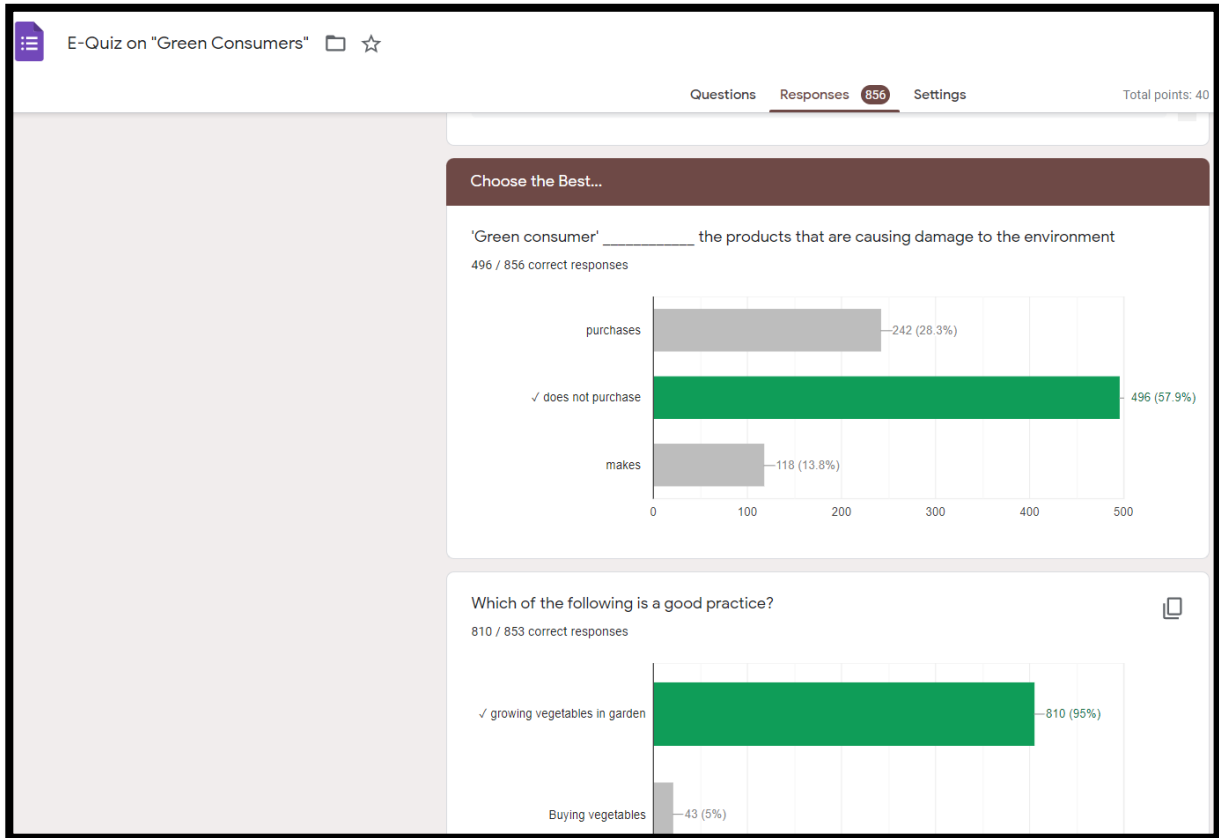 E-Quiz on "Green Consumers"
Questions Responses 856 Settings Total points: 40
Choose the Best...
'Green consumer' ____________ the products that are causing damage to the environment
496 / 856 correct responses
purchases 242 (28.3%)
✓ does not purchase 496 (57.9%)
makes 118 (13.8%)
0 100 200 300 400 500
Which of the following is a good practice?
810 / 853 correct responses
✓ growing vegetables in garden 810 (95%)
Buying vegetables 43 (5%)